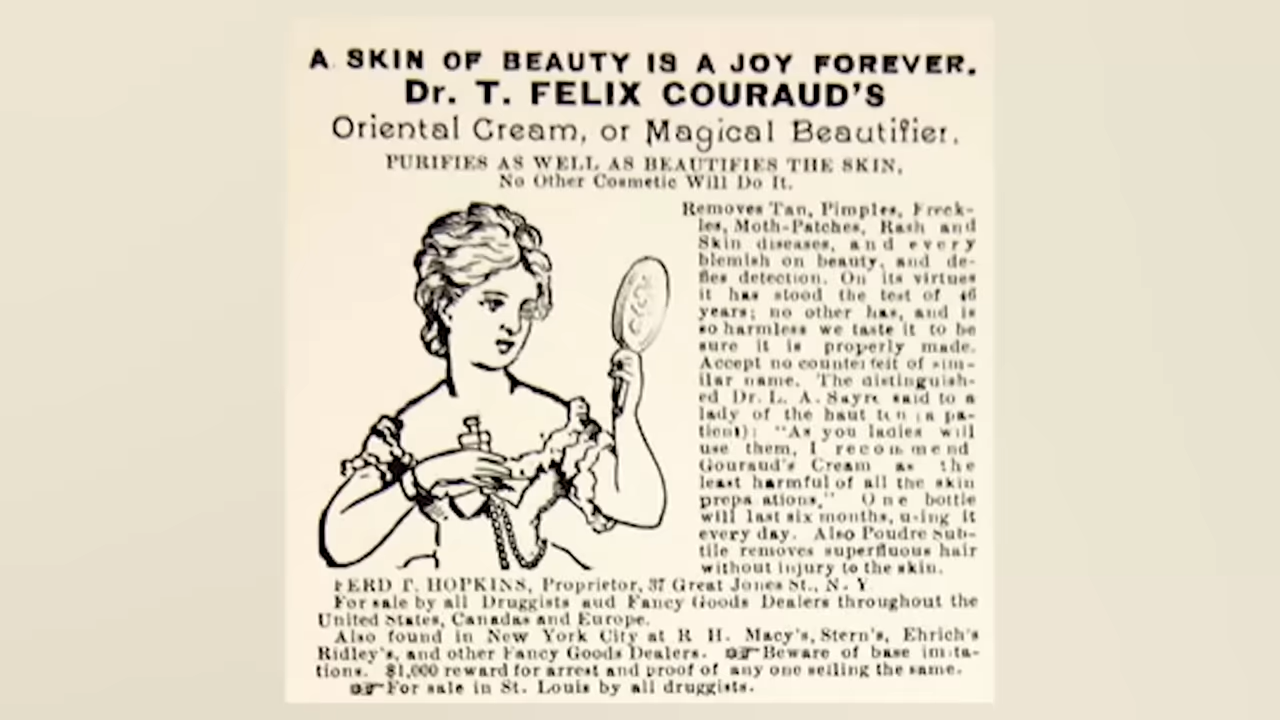 A SKIN OF BEAUTY IS A JOY FOREVER.
Dr. T. FELIX GOURAUD'S
Oriental Cream, or Magical Beautifier.
PURIFIES AS WELL AS BEAUTIFIES THE SKIN,
No Other Cosmetic Will Do It.
Removes Tan, Pimples, Freck-
les, Moth-Patches, Rash and
Skin diseases, and every
blemish on beauty, and de-
fies detection. On its virtues
it has stood the test of 46
years; no other has, and is
so harmless we taste it to be
sure it is properly made.
Accept no counterfeit of sim-
ilar name. The distinguish-
ed Dr. L. A. Sayre said to a
lady of the haut ton (a pa-
tient): "As you ladies will
use them, I recommend
Gouraud's Cream as the
least harmful of all the skin
preparations." One bottle
will last six months, using it
every day. Also Poudre Sub-
tile removes superfluous hair
without injury to the skin.
FERD T. HOPKINS, Proprietor, 37 Great Jones St., N. Y
For sale by all Druggists and Fancy Goods Dealers throughout the
United States, Canadas and Europe.
Also found in New York City at R H. Macy's, Stern's, Ehrich's
Ridley's, and other Fancy Goods Dealers. ☞Beware of base imita-
tions. $1,000 reward for arrest and proof of any one selling the same.
☞For sale in St. Louis by all druggists.